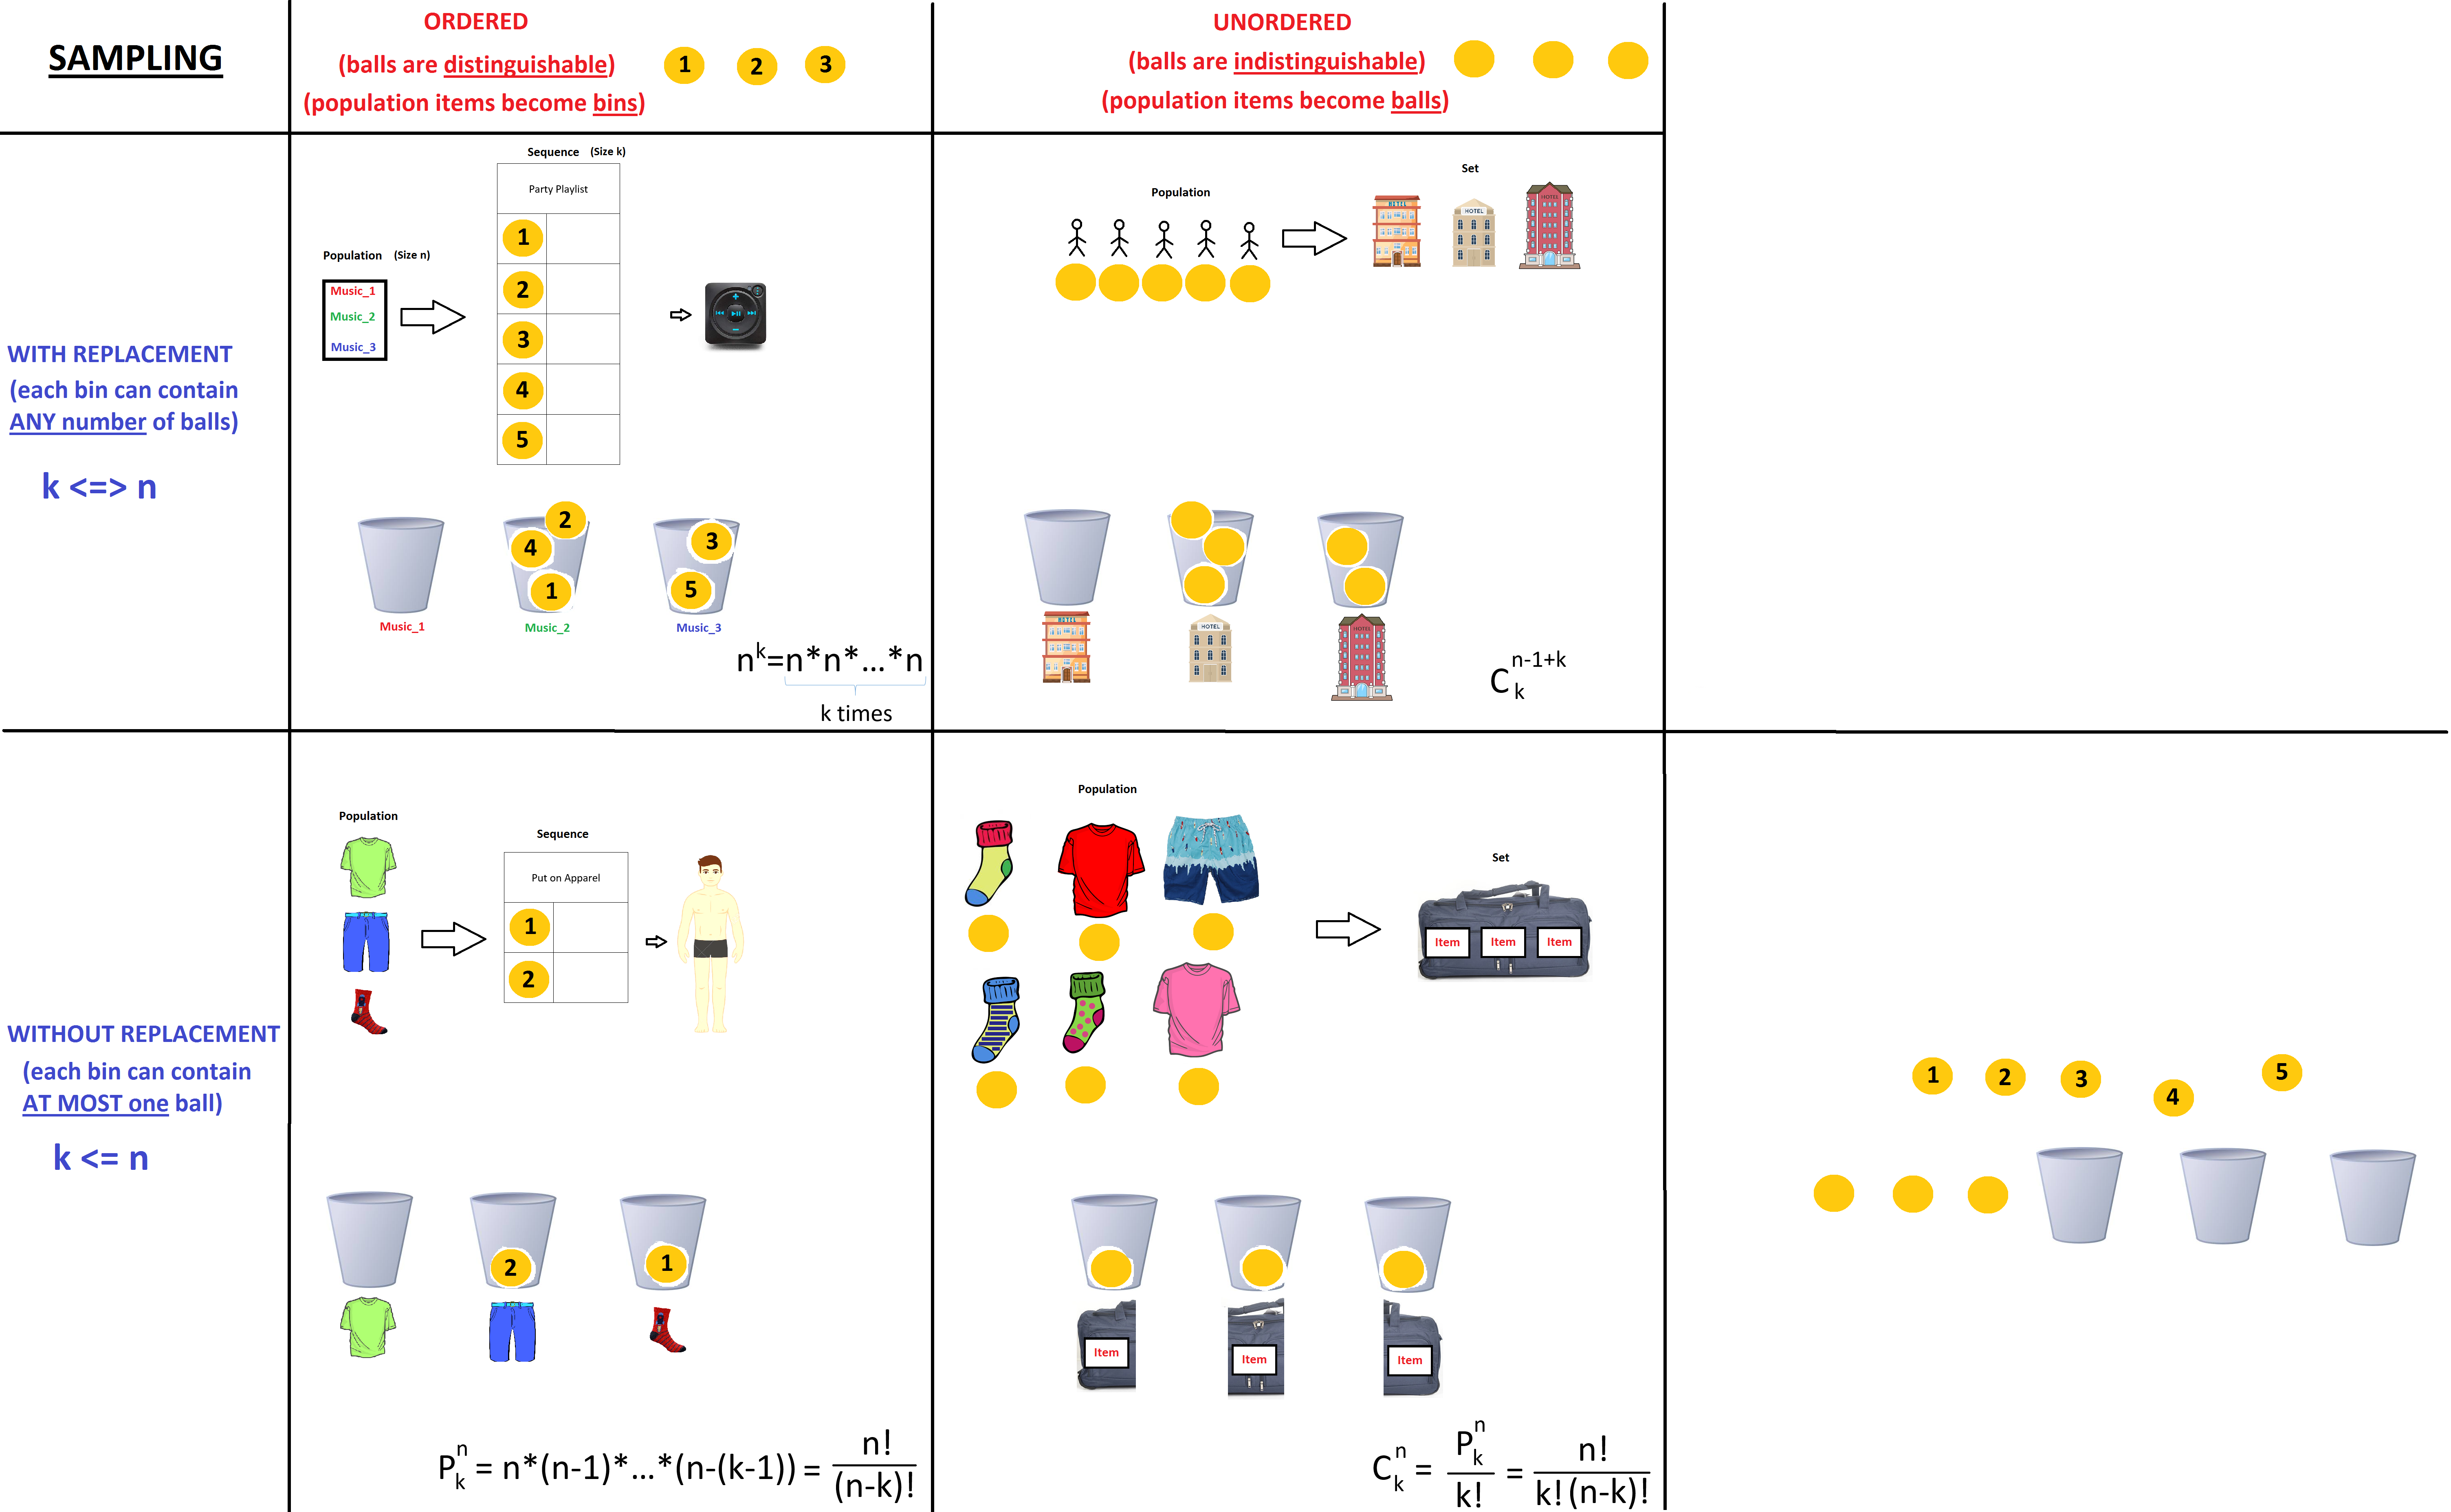 SAMPLING
ORDERED
(balls are distinguishable)
(population items become bins)
1 2 3
UNORDERED
(balls are indistinguishable)
(population items become balls)
WITH REPLACEMENT
(each bin can contain
ANY number of balls)
k <=> n
Sequence (Size k)
Party Playlist
1
2
3
4
5
Population (Size n)
Music_1
Music_2
Music_3
2
4
1
3
5
Music_1 Music_2 Music_3
n^k=n*n*...*n
k times
Population
Set
HOTEL
HOTEL
HOTEL
HOTEL
HOTEL
HOTEL
C_k^n-1+k
WITHOUT REPLACEMENT
(each bin can contain
AT MOST one ball)
k <= n
Population
Sequence
Put on Apparel
1
2
2 1
P_k^n = n*(n-1)*...*(n-(k-1)) = n!/(n-k)!
Population
Set
Item Item Item
Item Item Item
C_k^n = P_k^n/k! = n!/k!(n-k)!
1 2 3 4 5